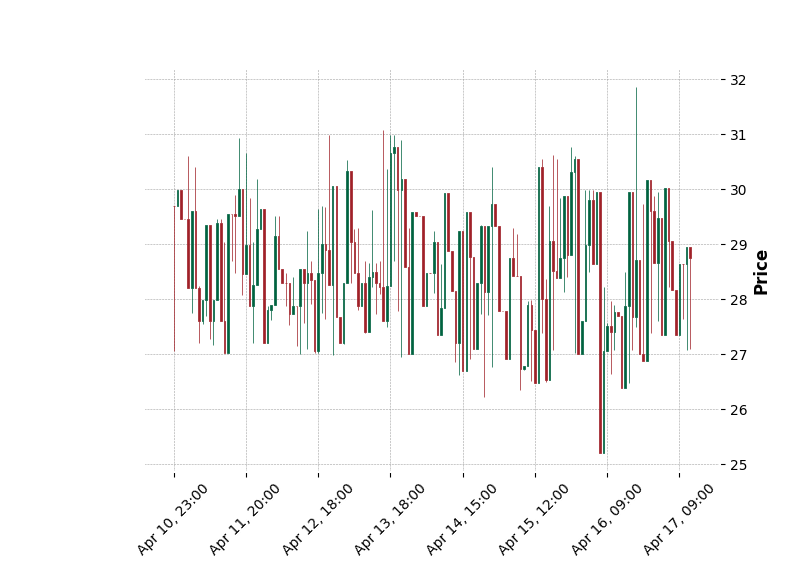 32
31
30
29
28
27
26
25
Price
Apr 10, 23:00
Apr 11, 20:00
Apr 12, 18:00
Apr 13, 18:00
Apr 14, 15:00
Apr 15, 12:00
Apr 16, 09:00
Apr 17, 09:00